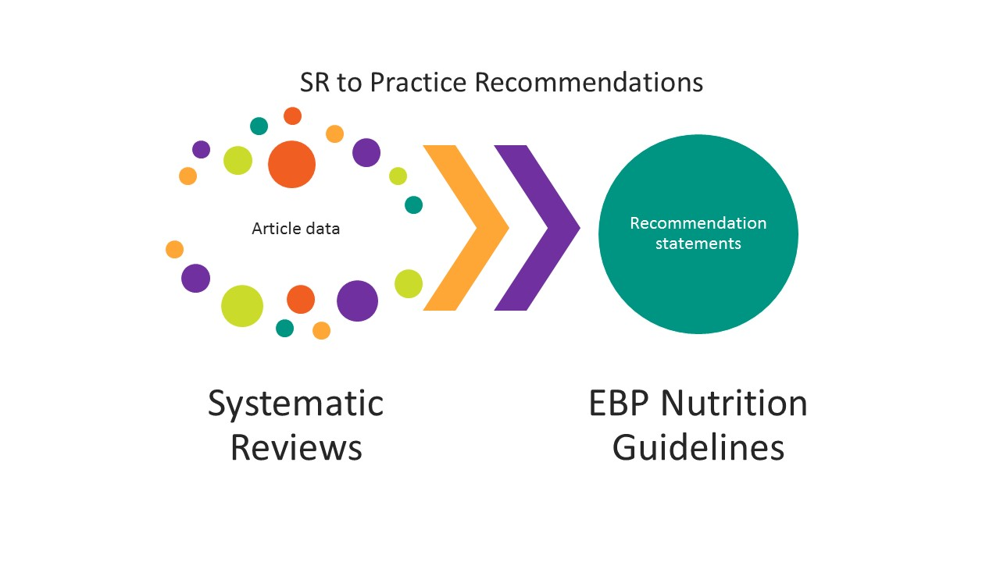 SR to Practice Recommendations
Article data
Recommendation
statements
Systematic
Reviews
EBP Nutrition
Guidelines